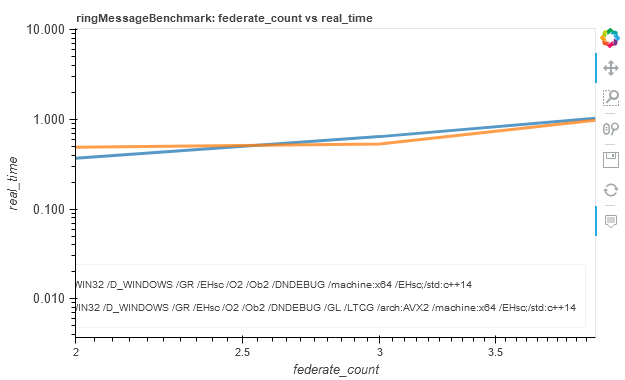 ringMessageBenchmark: federate_count vs real_time
10.000
1.000
0.100
0.010
real_time
WIN32 /D_WINDOWS /GR /EHsc /O2 /Ob2 /DNDEBUG /machine:x64 /EHsc;/std:c++14
WIN32 /D_WINDOWS /GR /EHsc /O2 /Ob2 /DNDEBUG /GL /LTCG /arch:AVX2 /machine:x64 /EHsc;/std:c++14
2 2.5 3 3.5
federate_count